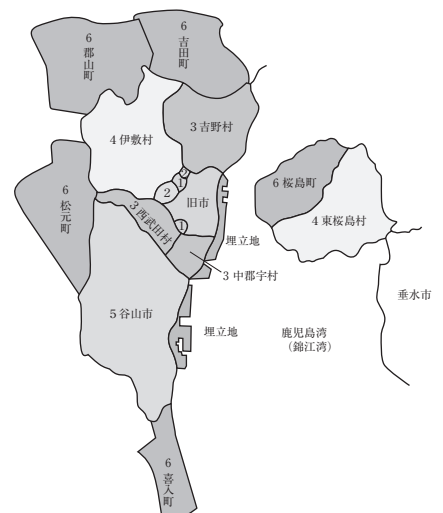 6 郡山町
6 吉田町
4 伊敷村
3 吉野村
2
1
2
旧市
3 西武田村
1
埋立地
3 中郡宇村
6 松元町
5 谷山市
埋立地
6 喜入町
6 桜島町
4 東桜島村
垂水市
鹿児島湾
(錦江湾)